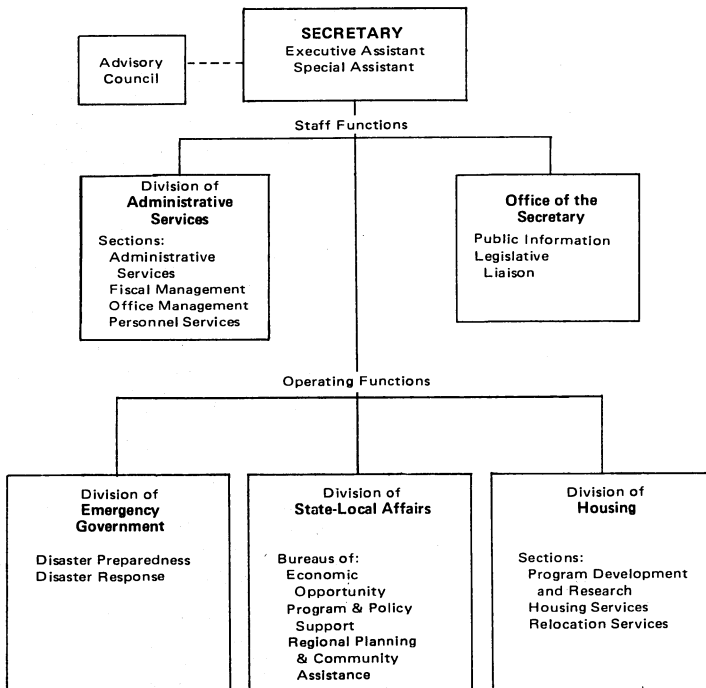 SECRETARY
Executive Assistant
Special Assistant
Advisory
Council
Staff Functions
Division of
Administrative
Services
Sections:
Administrative
Services
Fiscal Management
Office Management
Personnel Services
Office of the
Secretary
Public Information
Legislative
Liaison
Operating Functions
Division of
Emergency
Government
Disaster Preparedness
Disaster Response
Division of
State-Local Affairs
Bureaus of:
Economic
Opportunity
Program & Policy
Support
Regional Planning
& Community
Assistance
Division of
Housing
Sections:
Program Development
and Research
Housing Services
Relocation Services